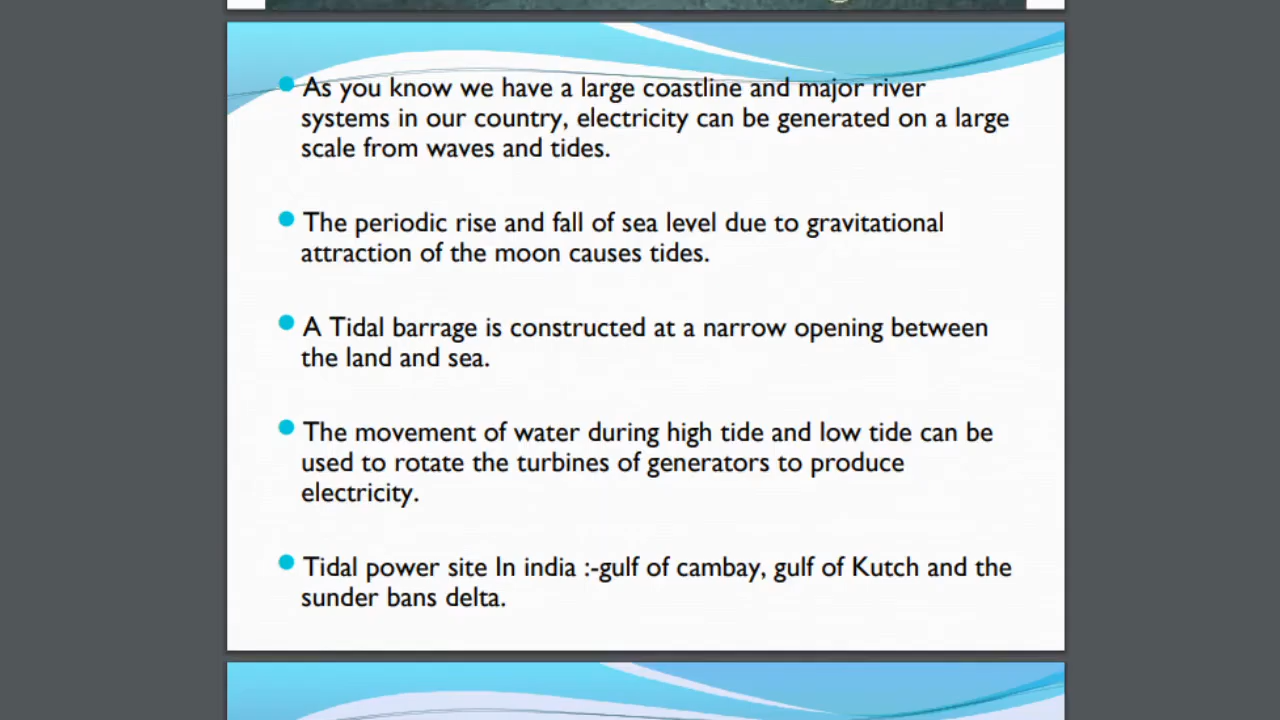 As you know we have a large coastline and major river
systems in our country, electricity can be generated on a large
scale from waves and tides.
The periodic rise and fall of sea level due to gravitational
attraction of the moon causes tides.
A Tidal barrage is constructed at a narrow opening between
the land and sea.
The movement of water during high tide and low tide can be
used to rotate the turbines of generators to produce
electricity.
Tidal power site In india :-gulf of cambay, gulf of Kutch and the
sunder bans delta.